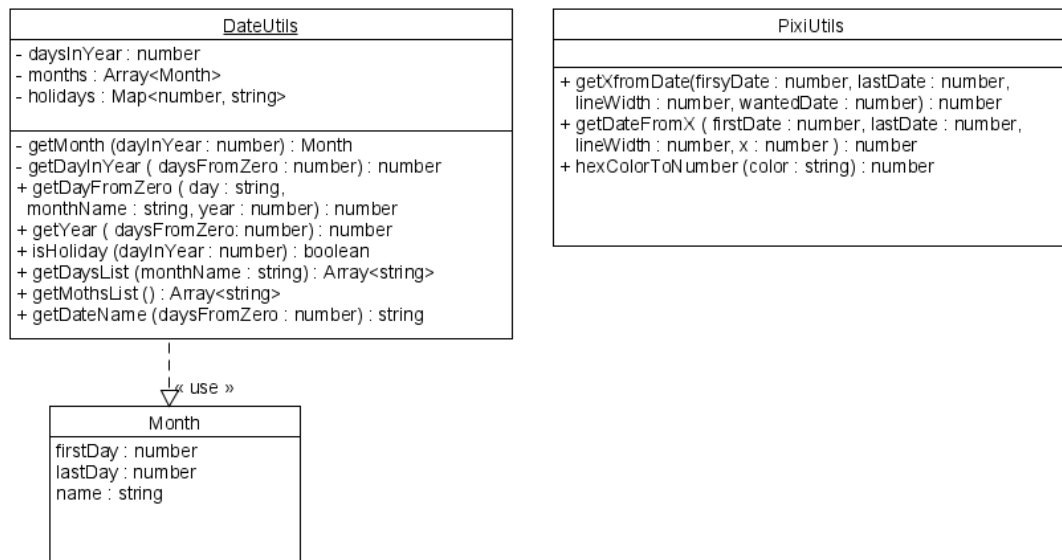 DateUtils
- daysInYear : number
- months : Array<Month>
- holidays : Map<number, string>
- getMonth (dayInYear : number) : Month
- getDayInYear ( daysFromZero : number) : number
+ getDayFromZero ( day : string,
monthName : string, year : number) : number
+ getYear ( daysFromZero: number) : number
+ isHoliday (dayInYear : number) : boolean
+ getDaysList (monthName : string) : Array<string>
+ getMothsList () : Array<string>
+ getDateName (daysFromZero : number) : string
« use »
Month
firstDay : number
lastDay : number
name : string
PixiUtils
+ getXfromDate(firsyDate : number, lastDate : number,
lineWidth : number, wantedDate : number) : number
+ getDateFromX ( firstDate : number, lastDate : number,
lineWidth : number, x : number ) : number
+ hexColorToNumber (color : string) : number